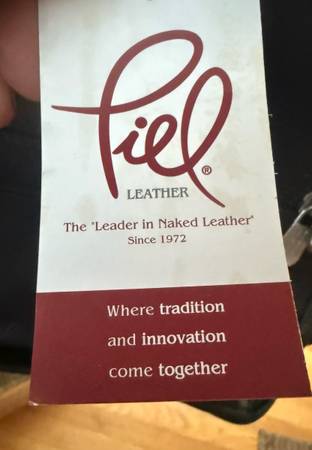 Piel®
LEATHER
The "Leader in Naked Leather"
Since 1972
Where tradition
and innovation
come together